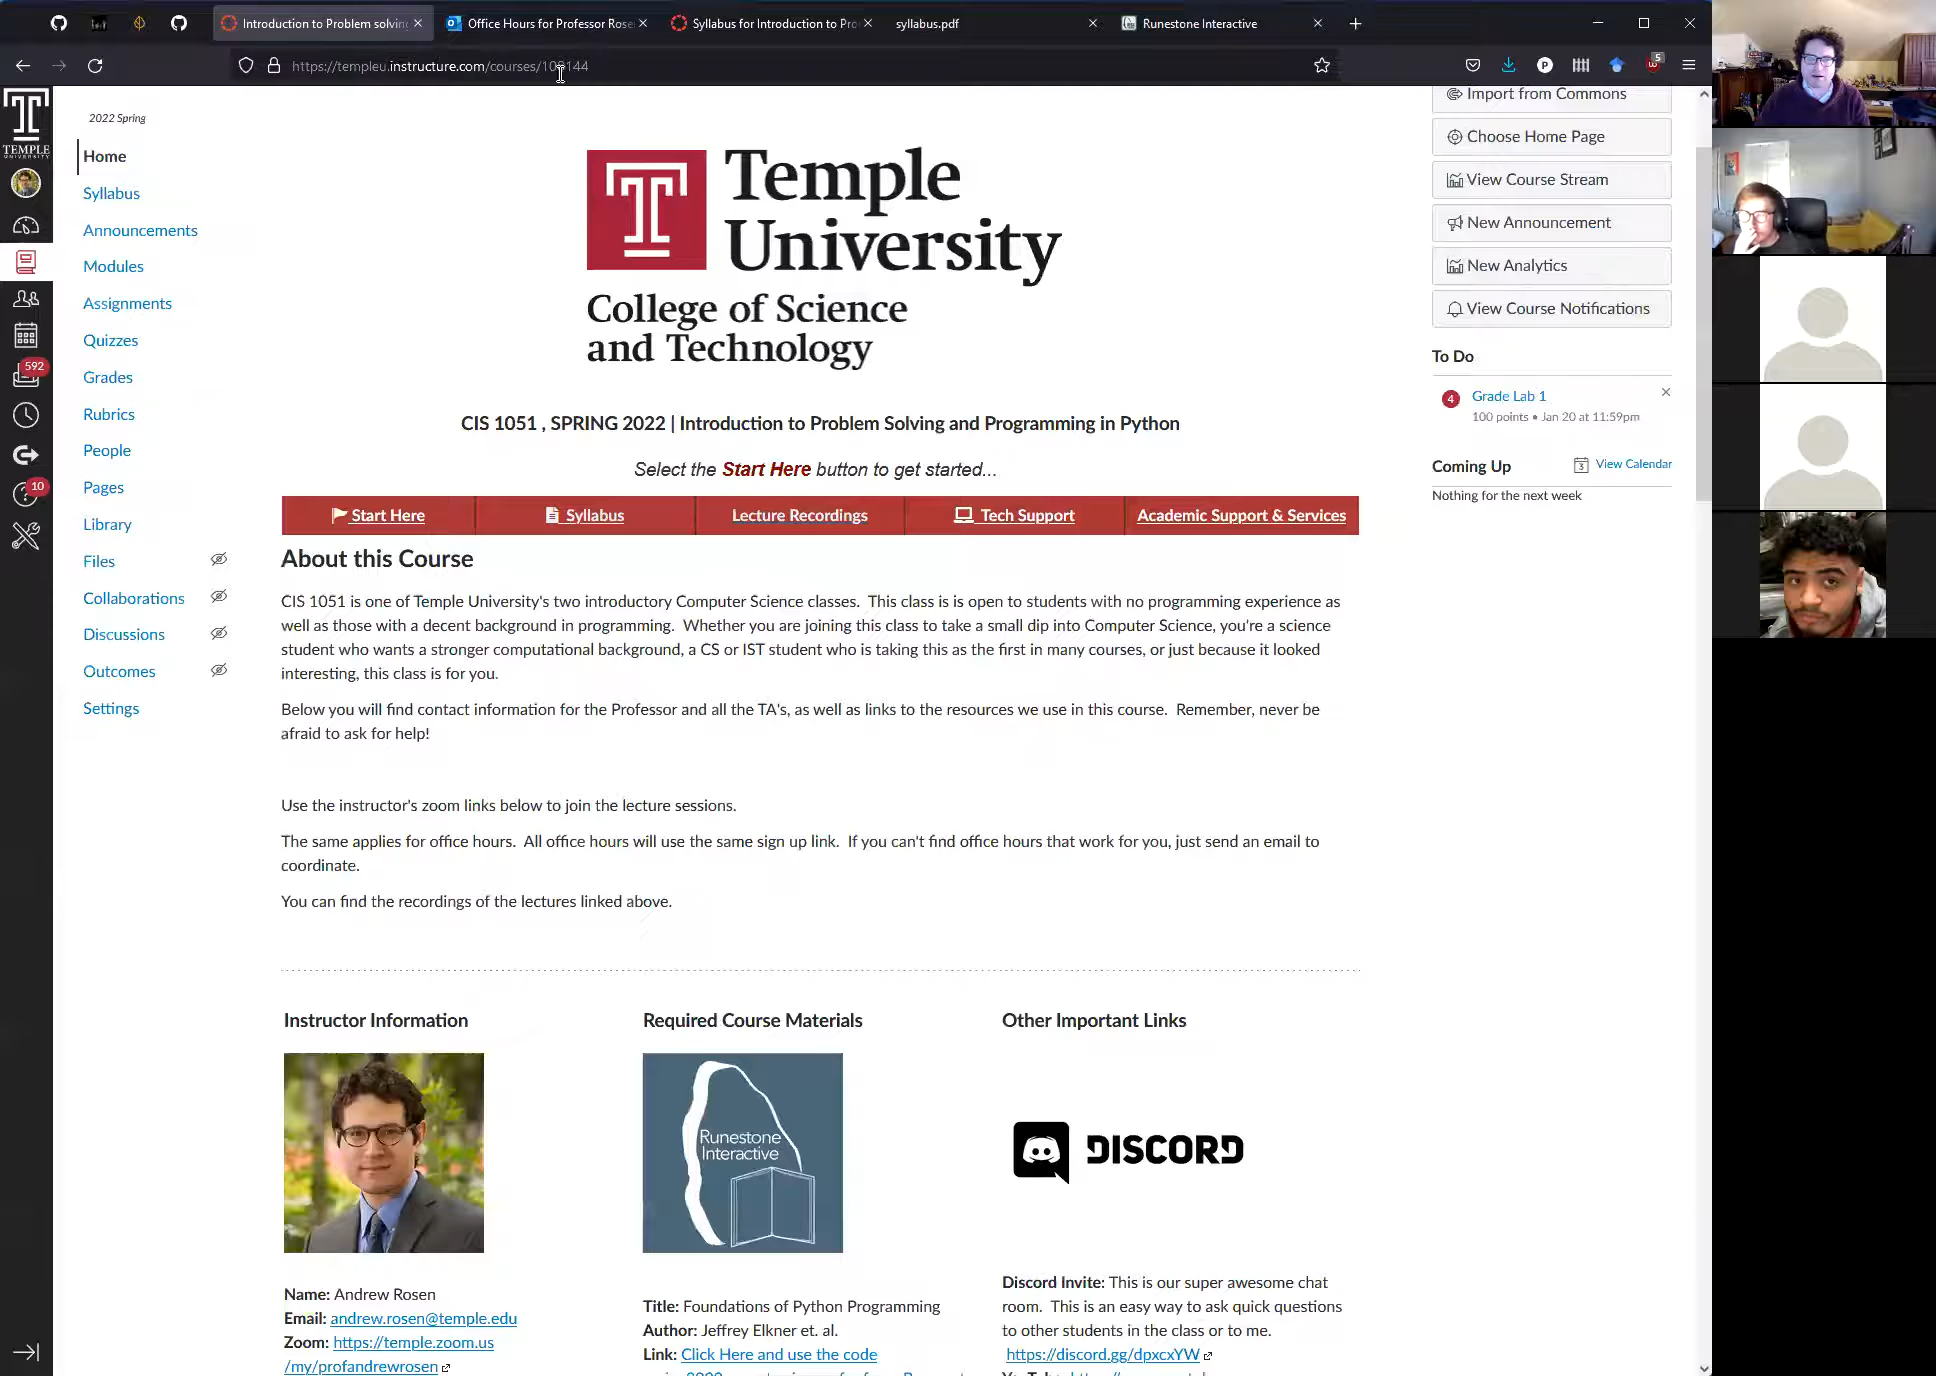 Introduction to Problem solving
Office Hours for Professor Rose
Syllabus for Introduction to Pro
syllabus.pdf
Runestone Interactive
https://templeu.instructure.com/courses/
5
TEMPLE
UNIVERSITY
592
10
2022 Spring
Home
Syllabus
Announcements
Modules
Assignments
Quizzes
Grades
Rubrics
People
Pages
Library
Files
Collaborations
Discussions
Outcomes
Settings
Temple
University
College of Science
and Technology
CIS 1051 , SPRING 2022 | Introduction to Problem Solving and Programming in Python
Select the Start Here button to get started...
Start Here
Syllabus
Lecture Recordings
Tech Support
Academic Support & Services
About this Course
CIS 1051 is one of Temple University's two introductory Computer Science classes. This class is is open to students with no programming experience as
well as those with a decent background in programming. Whether you are joining this class to take a small dip into Computer Science, you're a science
student who wants a stronger computational background, a CS or IST student who is taking this as the first in many courses, or just because it looked
interesting, this class is for you.
Below you will find contact information for the Professor and all the TA's, as well as links to the resources we use in this course. Remember, never be
afraid to ask for help!
Use the instructor's zoom links below to join the lecture sessions.
The same applies for office hours. All office hours will use the same sign up link. If you can't find office hours that work for you, just send an email to
coordinate.
You can find the recordings of the lectures linked above.
Instructor Information
Name: Andrew Rosen
Email: andrew.rosen@temple.edu
Zoom: https://temple.zoom.us
/my/profandrewrosen
Required Course Materials
Runestone
Interactive
Title: Foundations of Python Programming
Author: Jeffrey Elkner et. al.
Link: Click Here and use the code
Other Important Links
DISCORD
Discord Invite: This is our super awesome chat
room. This is an easy way to ask quick questions
to other students in the class or to me.
https://discord.gg/dpxcxYW
Import from Commons
Choose Home Page
View Course Stream
New Announcement
New Analytics
View Course Notifications
To Do
4
Grade Lab 1
100 points • Jan 20 at 11:59pm
Coming Up
View Calendar
Nothing for the next week